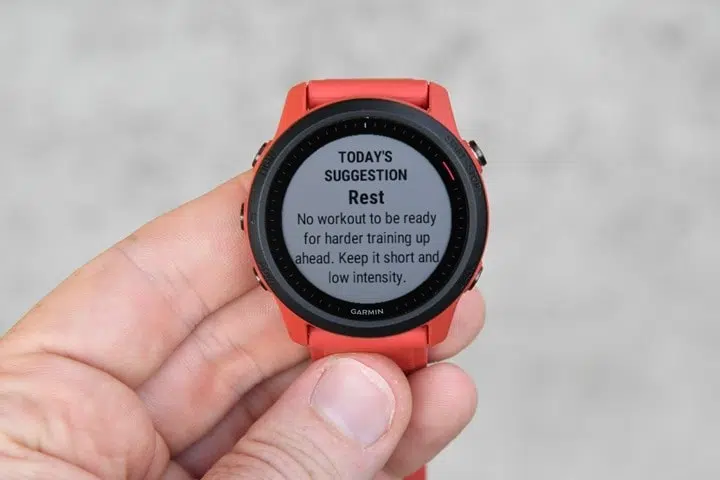 TODAY'S
SUGGESTION
Rest
No workout to be ready
for harder training up
ahead. Keep it short and
low intensity.
GARMIN